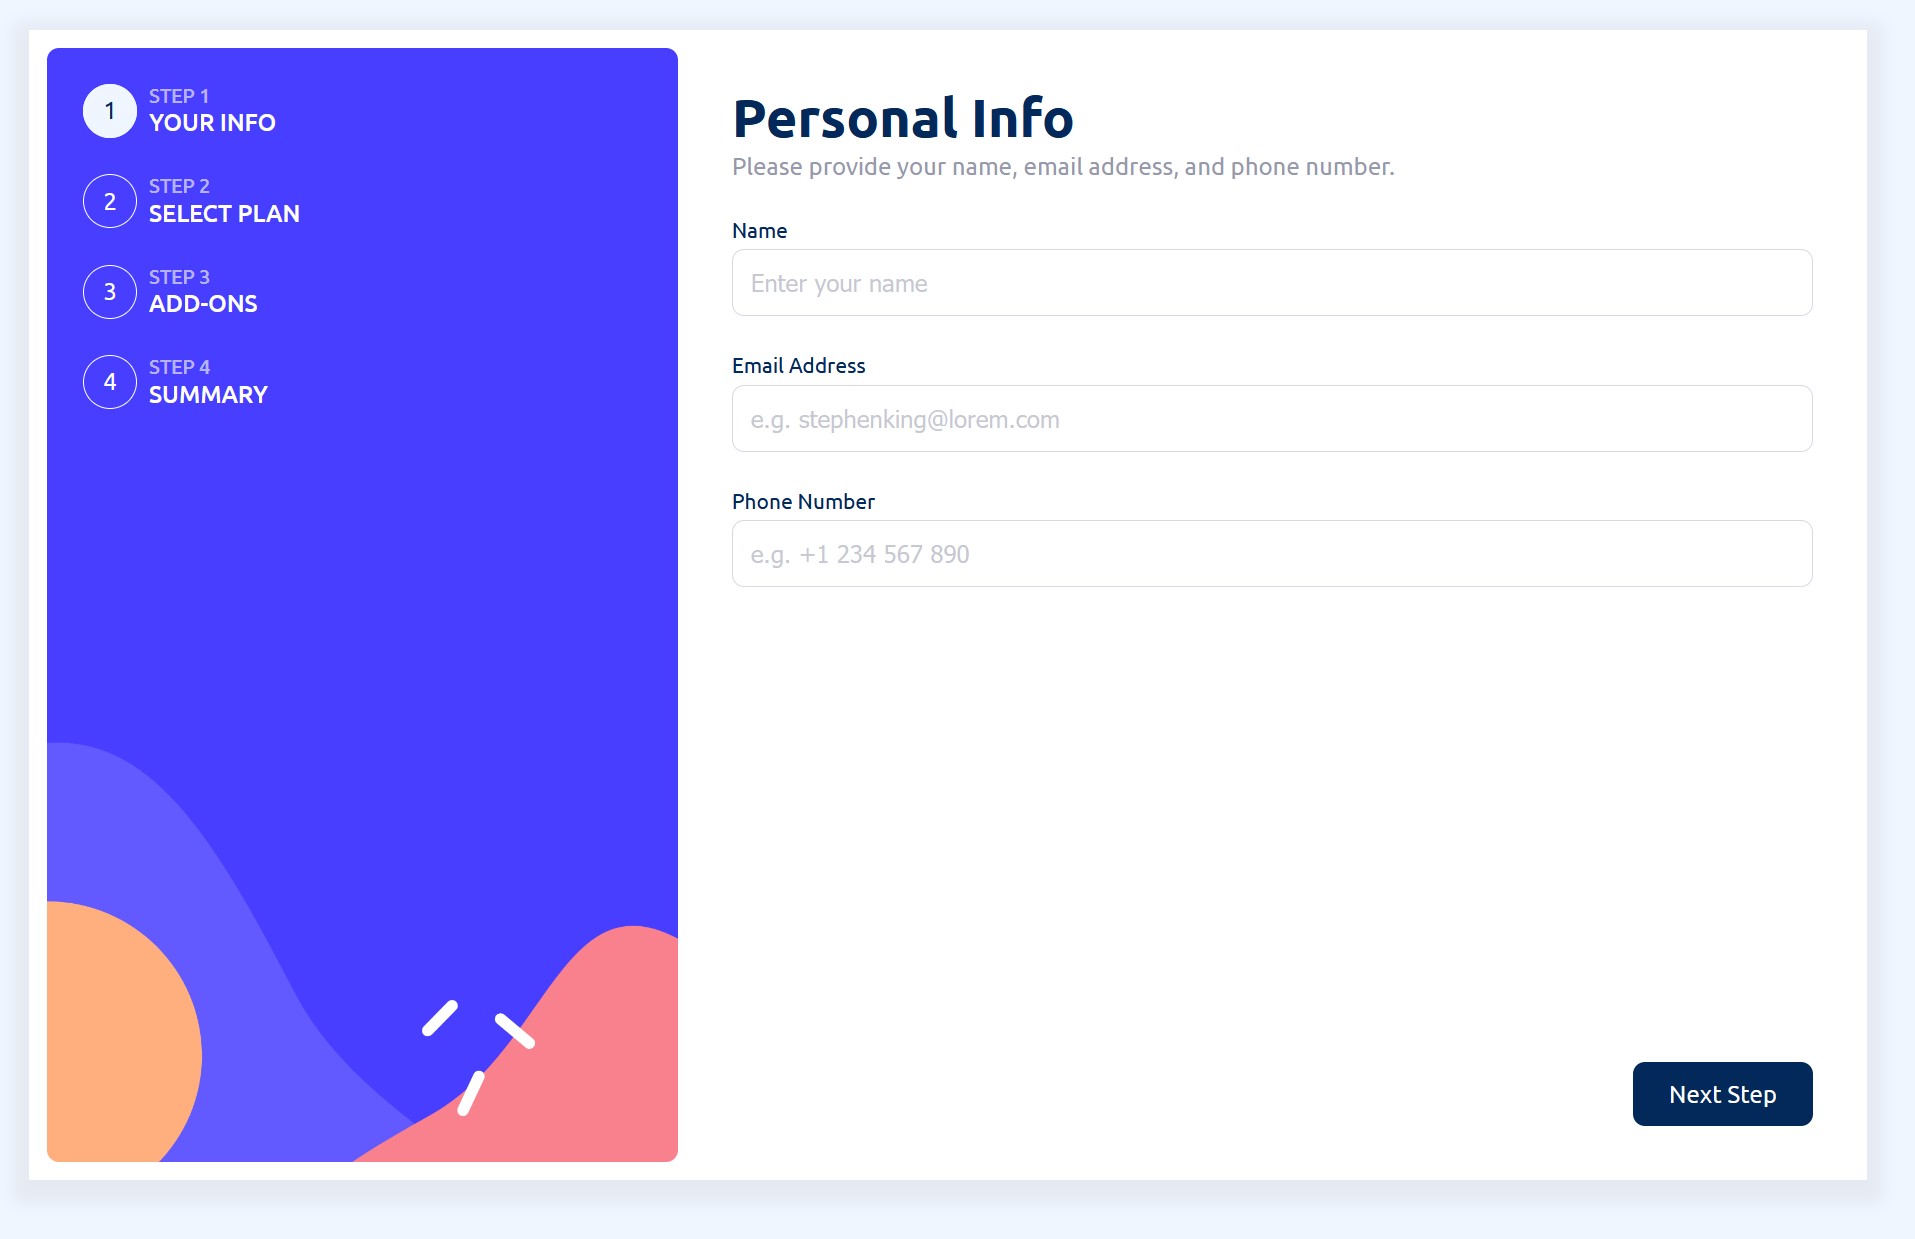 1
STEP 1
YOUR INFO
2
STEP 2
SELECT PLAN
3
STEP 3
ADD-ONS
4
STEP 4
SUMMARY
Personal Info
Please provide your name, email address, and phone number.
Name
Enter your name
Email Address
e.g. stephenking@lorem.com
Phone Number
e.g. +1 234 567 890
Next Step